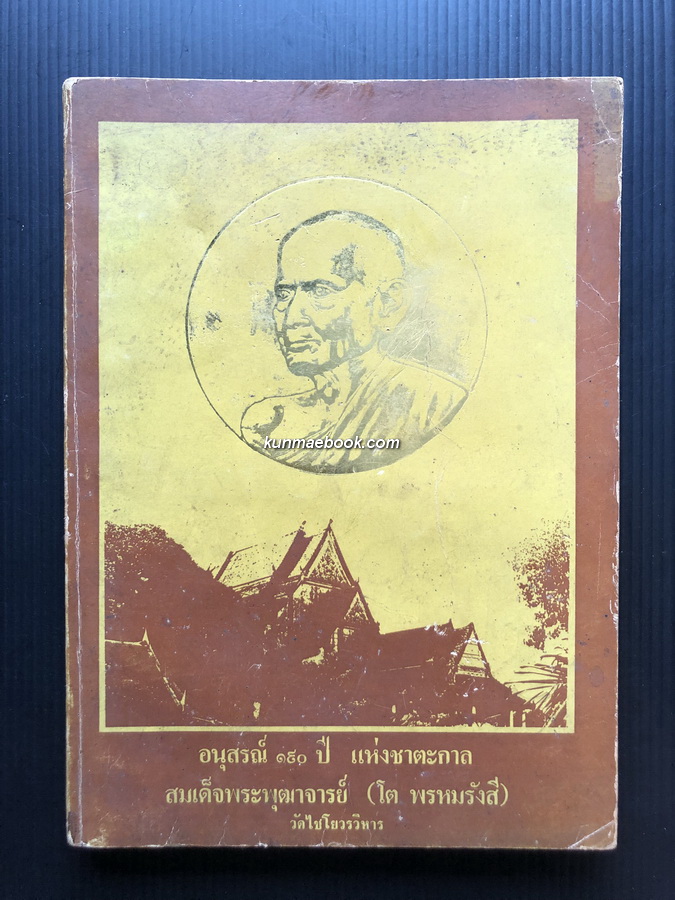 kunmaebook.com
อนุสรณ์ ๑๙๐ ปี แห่งชาตะกาล
สมเด็จพระพุฒาจารย์ (โต พรหมรังสี)
วัดไชโยวรวิหาร